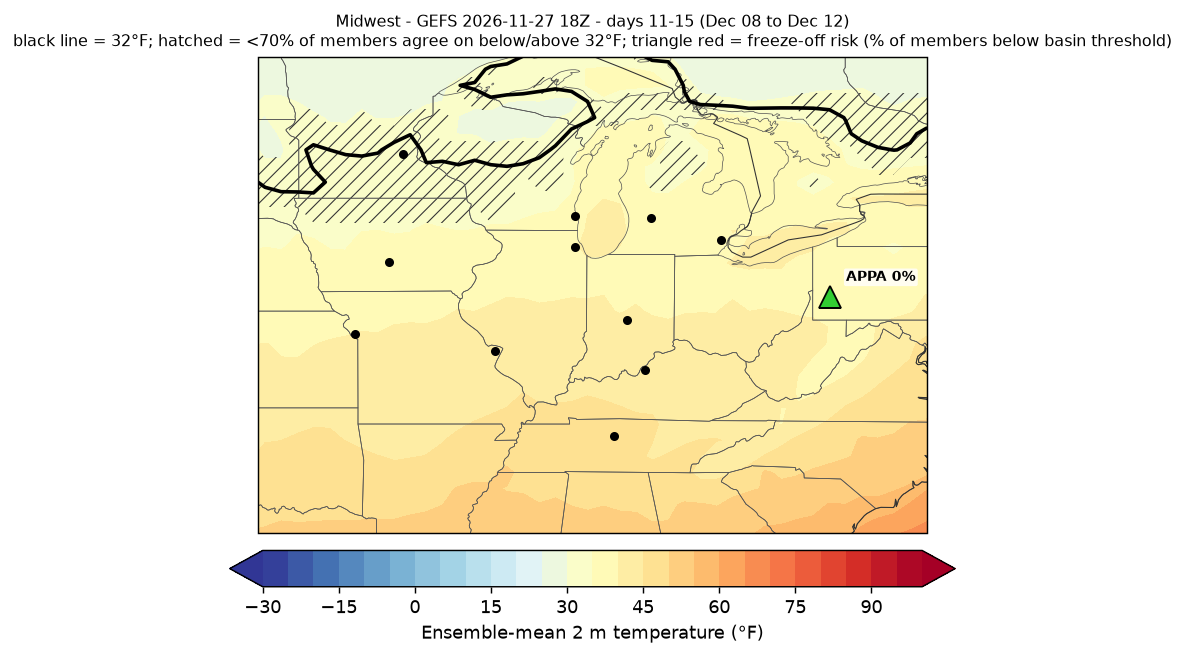 Midwest - GEFS 2026-11-27 18Z - days 11-15 (Dec 08 to Dec 12)
black line = 32°F; hatched = <70% of members agree on below/above 32°F; triangle red = freeze-off risk (% of members below basin threshold)
APPA 0%
−30 −15 0 15 30 45 60 75 90
Ensemble-mean 2 m temperature (°F)